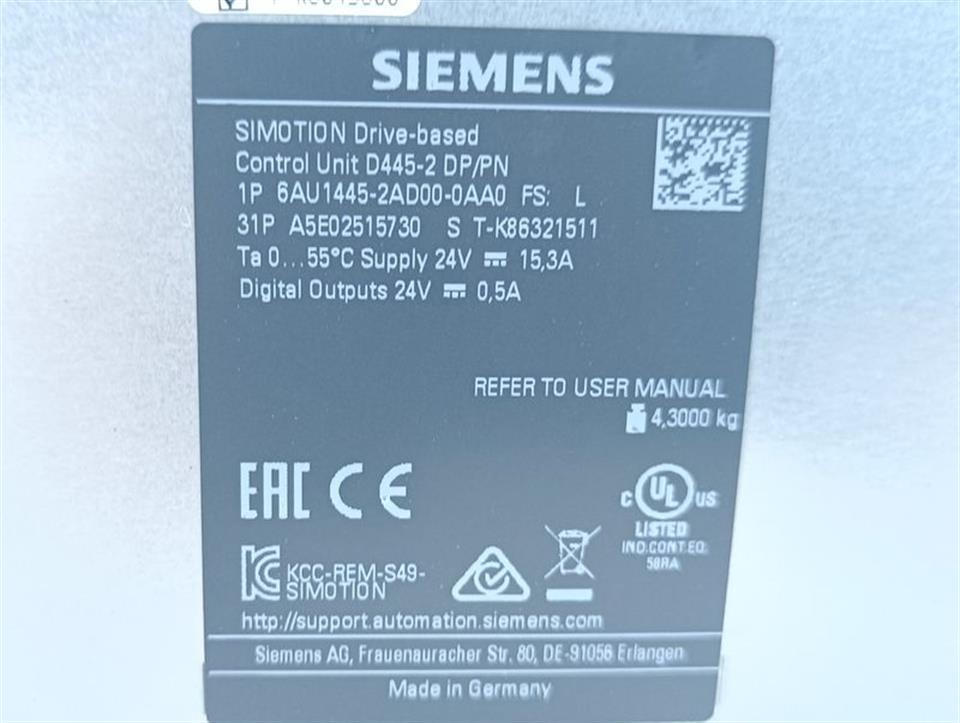 SIEMENS
SIMOTION Drive-based
Control Unit D445-2 DP/PN
1P 6AU1445-2AD00-0AA0 FS: L
31P A5E02515730 S T-K86321511
Ta 0...55°C Supply 24V ⎓ 15,3A
Digital Outputs 24V ⎓ 0,5A
REFER TO USER MANUAL
4,3000 kg
EAC CE
C UL US
LISTED
IND.CONT.EQ.
58RA
KCC-REM-S49-
SIMOTION
http://support.automation.siemens.com
Siemens AG, Frauenauracher Str. 80, DE-91056 Erlangen
Made in Germany